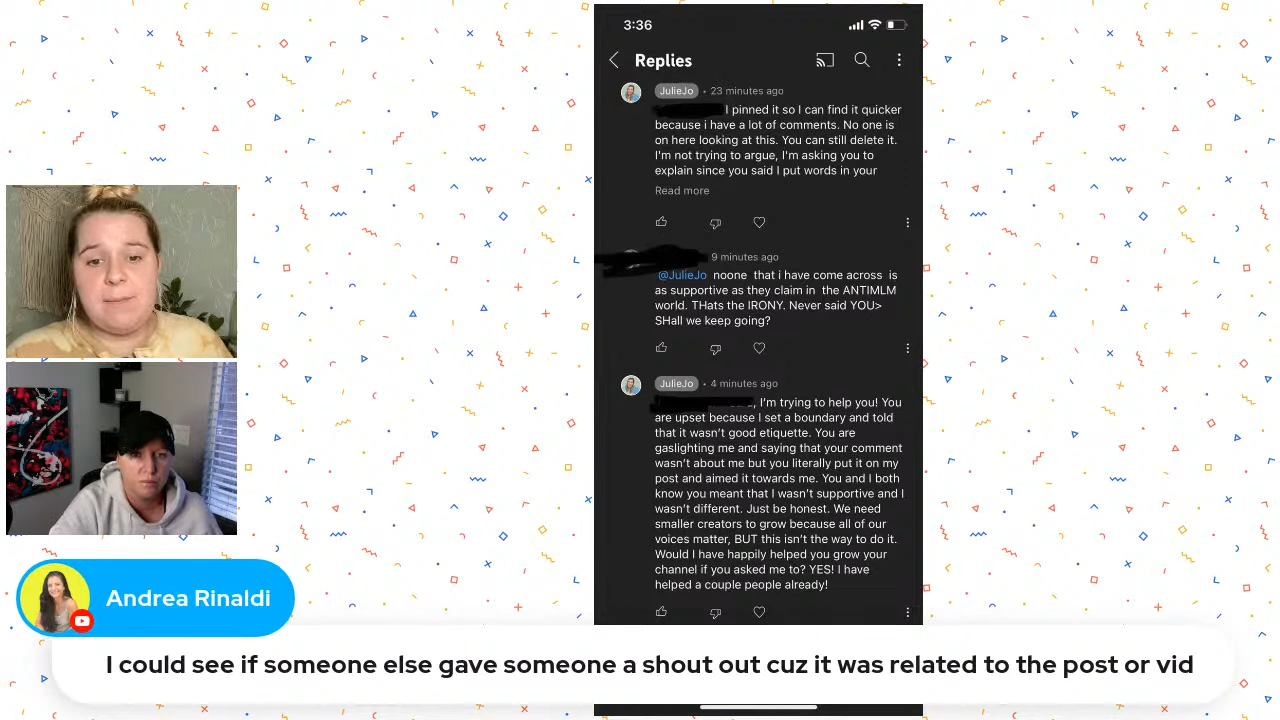 3:36
Replies
JulieJo • 23 minutes ago
I pinned it so I can find it quicker
because i have a lot of comments. No one is
on here looking at this. You can still delete it.
I'm not trying to argue, I'm asking you to
explain since you said I put words in your
Read more
9 minutes ago
@JulieJo noone that i have come across is
as supportive as they claim in the ANTIMLM
world. THats the IRONY. Never said YOU>
SHall we keep going?
JulieJo • 4 minutes ago
, I'm trying to help you! You
are upset because I set a boundary and told
that it wasn't good etiquette. You are
gaslighting me and saying that your comment
wasn't about me but you literally put it on my
post and aimed it towards me. You and I both
know you meant that I wasn't supportive and I
wasn't different. Just be honest. We need
smaller creators to grow because all of our
voices matter, BUT this isn't the way to do it.
Would I have happily helped you grow your
channel if you asked me to? YES! I have
helped a couple people already!
Andrea Rinaldi
I could see if someone else gave someone a shout out cuz it was related to the post or vid